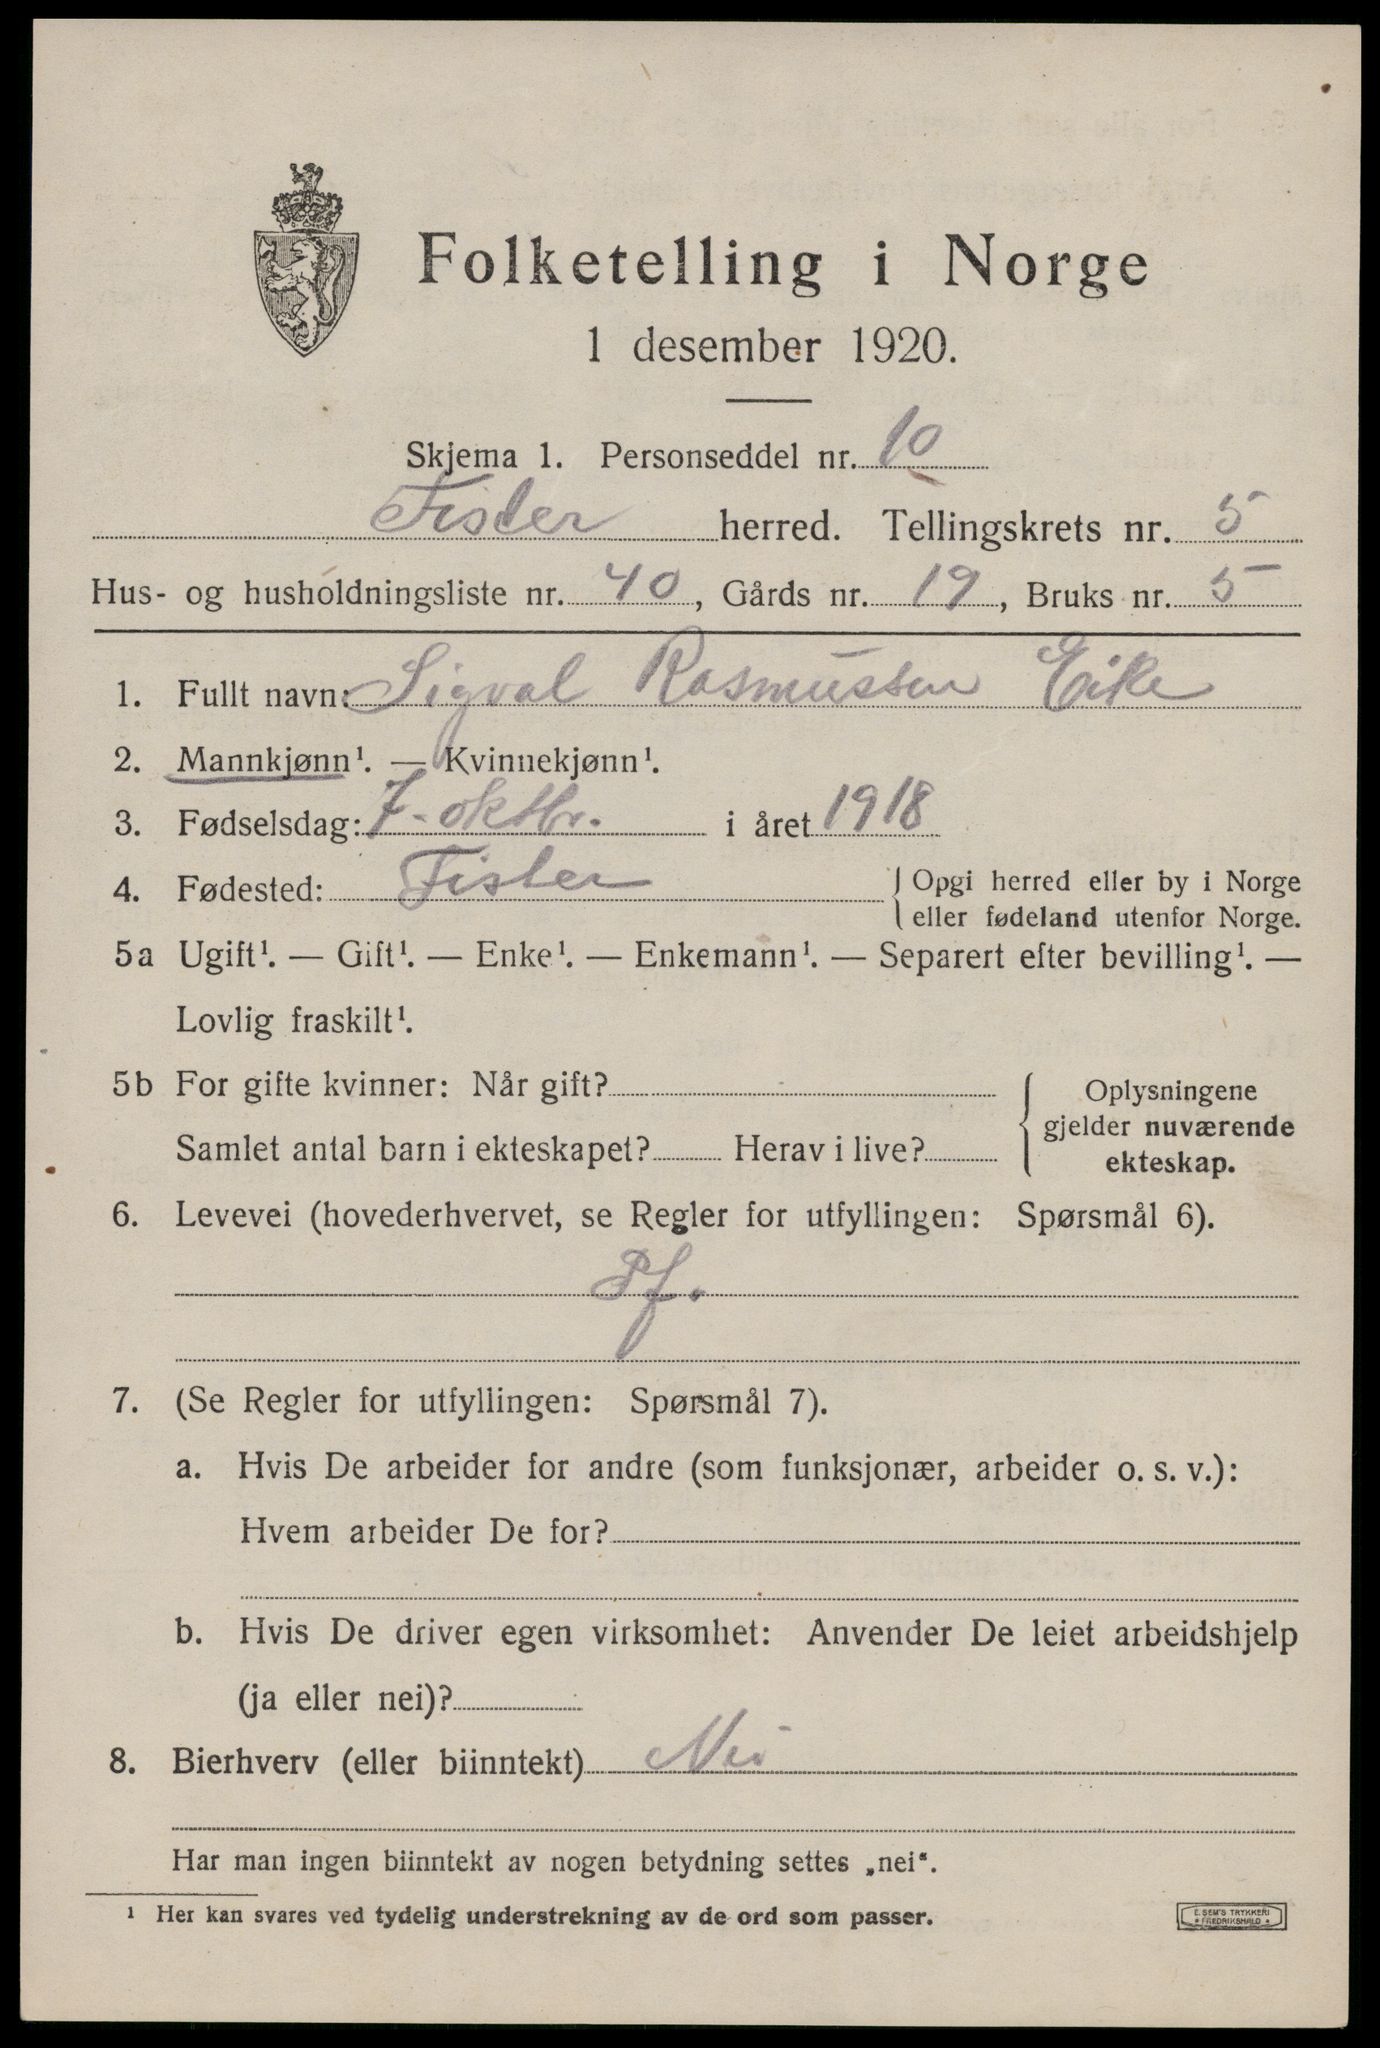 Folketelling i Norge
1 desember 1920.
Skjema 1. Personseddel nr. 10
Fister herred. Tellingskrets nr. 5
Hus- og husholdningsliste nr. 40, Gårds nr. 19, Bruks nr. 5
1. Fullt navn: Sigval Rasmussen Eike
2. Mannkjønn¹. — Kvinnekjønn¹.
3. Fødselsdag: 7. oktbr. i året 1918
4. Fødested: Fister { Opgi herred eller by i Norge
eller fødeland utenfor Norge.
5a Ugift¹. — Gift¹. — Enke¹. — Enkemann¹. — Separert efter bevilling¹. —
Lovlig fraskilt¹.
5b For gifte kvinner: Når gift?
Samlet antal barn i ekteskapet? Herav i live?
{ Oplysningene
gjelder nuværende
ekteskap.
6. Levevei (hovederhvervet, se Regler for utfyllingen: Spørsmål 6).
Pf.
7. (Se Regler for utfyllingen: Spørsmål 7).
a. Hvis De arbeider for andre (som funksjonær, arbeider o. s. v.):
Hvem arbeider De for?
b. Hvis De driver egen virksomhet: Anvender De leiet arbeidshjelp
(ja eller nei)?
8. Bierhverv (eller biinntekt) Nei
Har man ingen biinntekt av nogen betydning settes „nei“.
¹ Her kan svares ved tydelig understrekning av de ord som passer.
E. SEM'S TRYKKERI
* FREDRIKSHALD *